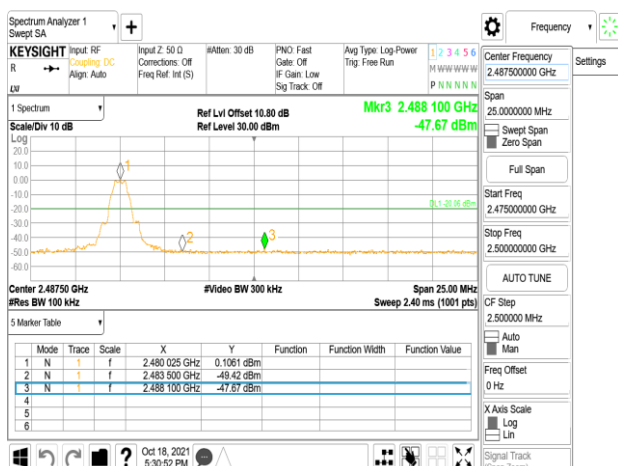 Spectrum Analyzer 1
Swept SA
Frequency
KEYSIGHT
R
Input: RF
Coupling: DC
Align: Auto
Input Z: 50 Ω
Corrections: Off
Freq Ref: Int (S)
#Atten: 30 dB
PNO: Fast
Gate: Off
IF Gain: Low
Sig Track: Off
Avg Type: Log-Power
Trig: Free Run
1 2 3 4 5 6
M W W W W W
P N N N N N
1 Spectrum
Scale/Div 10 dB
Ref Lvl Offset 10.80 dB
Ref Level 30.00 dBm
Mkr3 2.488 100 GHz
-47.67 dBm
Log
20.0
10.0
0.00
-10.0
-20.0
-30.0
-40.0
-50.0
-60.0
1
2
3
DL1 -20.06 dBm
Center 2.48750 GHz
#Res BW 100 kHz
#Video BW 300 kHz
Span 25.00 MHz
Sweep 2.40 ms (1001 pts)
5 Marker Table
Mode Trace Scale X Y Function Function Width Function Value
1 N 1 f 2.480 025 GHz 0.1061 dBm
2 N 1 f 2.483 500 GHz -49.42 dBm
3 N 1 f 2.488 100 GHz -47.67 dBm
4
5
6
Oct 18, 2021
5:30:52 PM
Center Frequency
2.487500000 GHz
Settings
Span
25.0000000 MHz
Swept Span
Zero Span
Full Span
Start Freq
2.475000000 GHz
Stop Freq
2.500000000 GHz
AUTO TUNE
CF Step
2.500000 MHz
Auto
Man
Freq Offset
0 Hz
X Axis Scale
Log
Lin
Signal Track